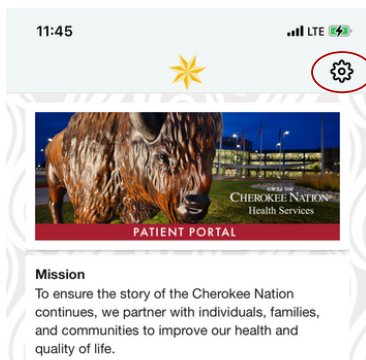 11:45
LTE
CHEROKEE NATION
Health Services
PATIENT PORTAL
Mission
To ensure the story of the Cherokee Nation
continues, we partner with individuals, families,
and communities to improve our health and
quality of life.